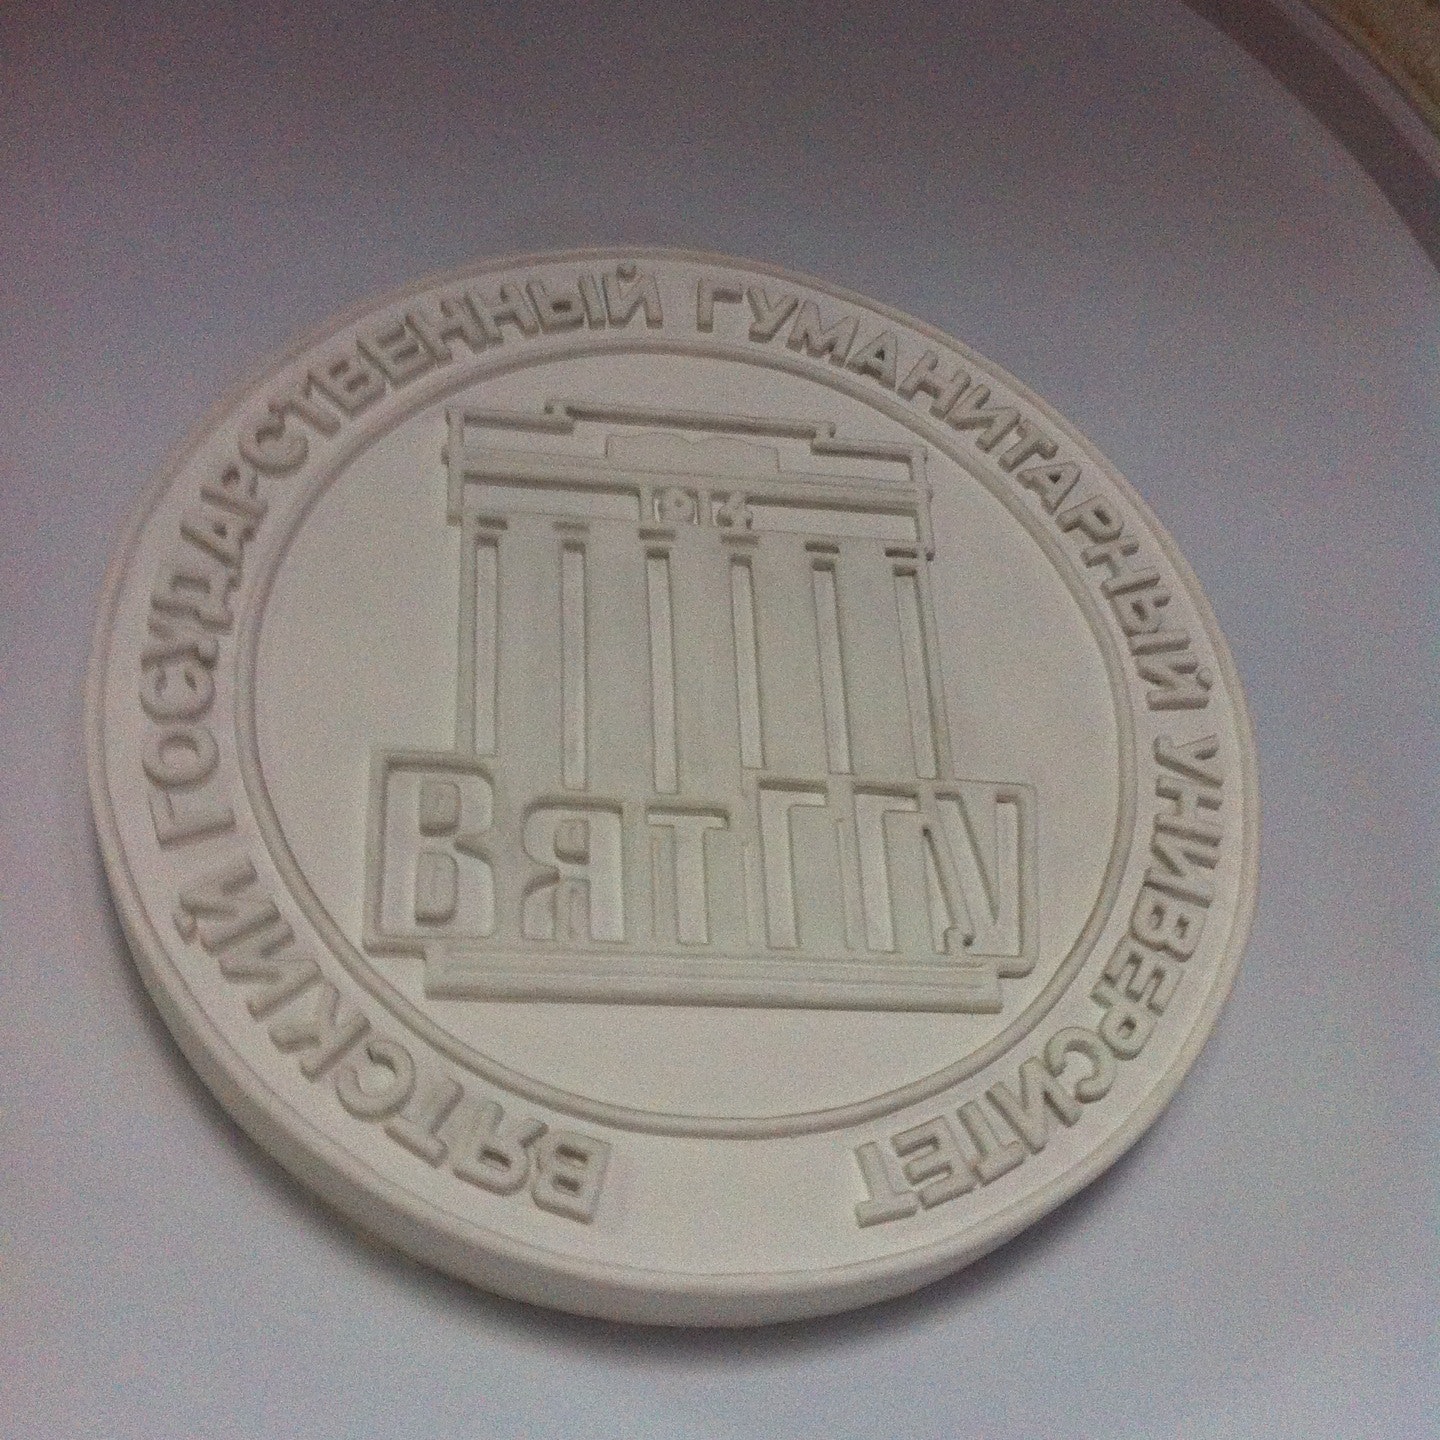 ВЯТСКИЙ ГОСУДАРСТВЕННЫЙ ГУМАНИТАРНЫЙ УНИВЕРСИТЕТ
1914
ВятГГУ